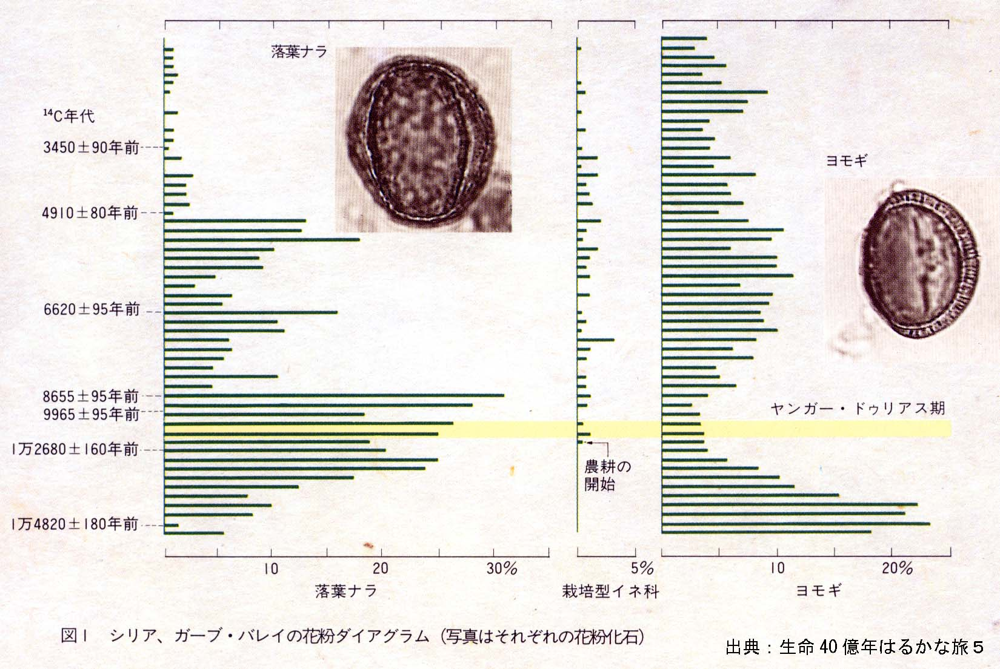 落葉ナラ
¹⁴C年代
3450±90年前
ヨモギ
4910±80年前
6620±95年前
8655±95年前
ヤンガー・ドゥリアス期
9965±95年前
1万2680±160年前
農耕の
開始
1万4820±180年前
10 20 30% 5% 10 20%
落葉ナラ 栽培型イネ科 ヨモギ
図1 シリア、ガーブ・バレイの花粉ダイアグラム（写真はそれぞれの花粉化石）
出典：生命40億年はるかな旅5